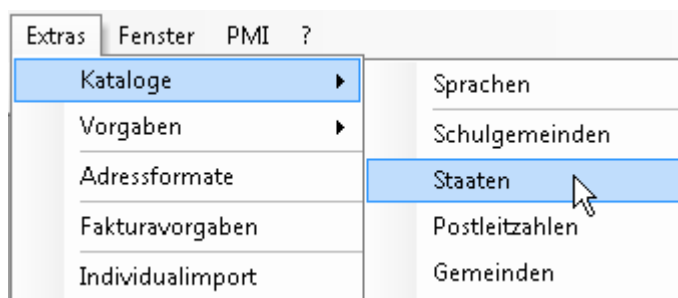 Extras Fenster PMI ?
Kataloge
Vorgaben
Adressformate
Fakturavorgaben
Individualimport
Sprachen
Schulgemeinden
Staaten
Postleitzahlen
Gemeinden